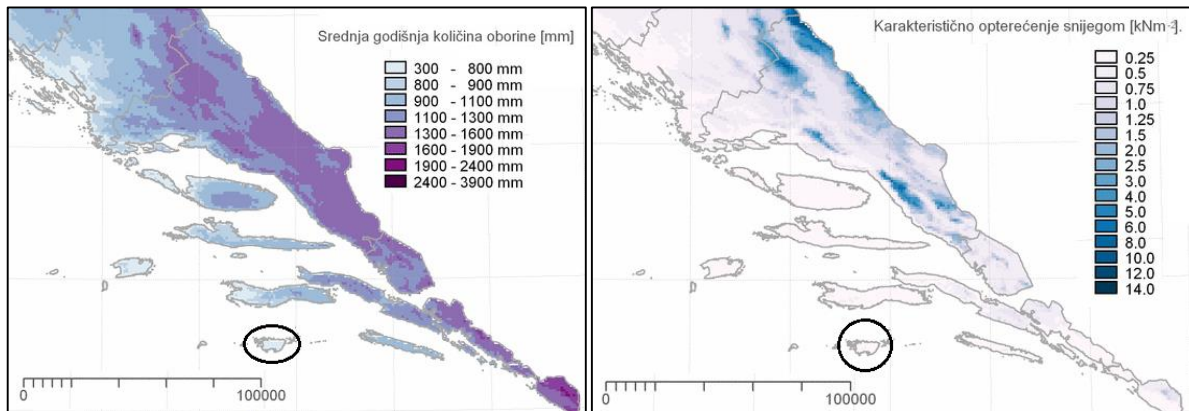 Srednja godišnja količina oborine [mm]
300 - 800 mm
800 - 900 mm
900 - 1100 mm
1100 - 1300 mm
1300 - 1600 mm
1600 - 1900 mm
1900 - 2400 mm
2400 - 3900 mm
0
100000
Karakteristično opterećenje snijegom [kNm⁻²].
0.25
0.5
0.75
1.0
1.25
1.5
2.0
2.5
3.0
4.0
5.0
6.0
8.0
10.0
12.0
14.0
0
100000